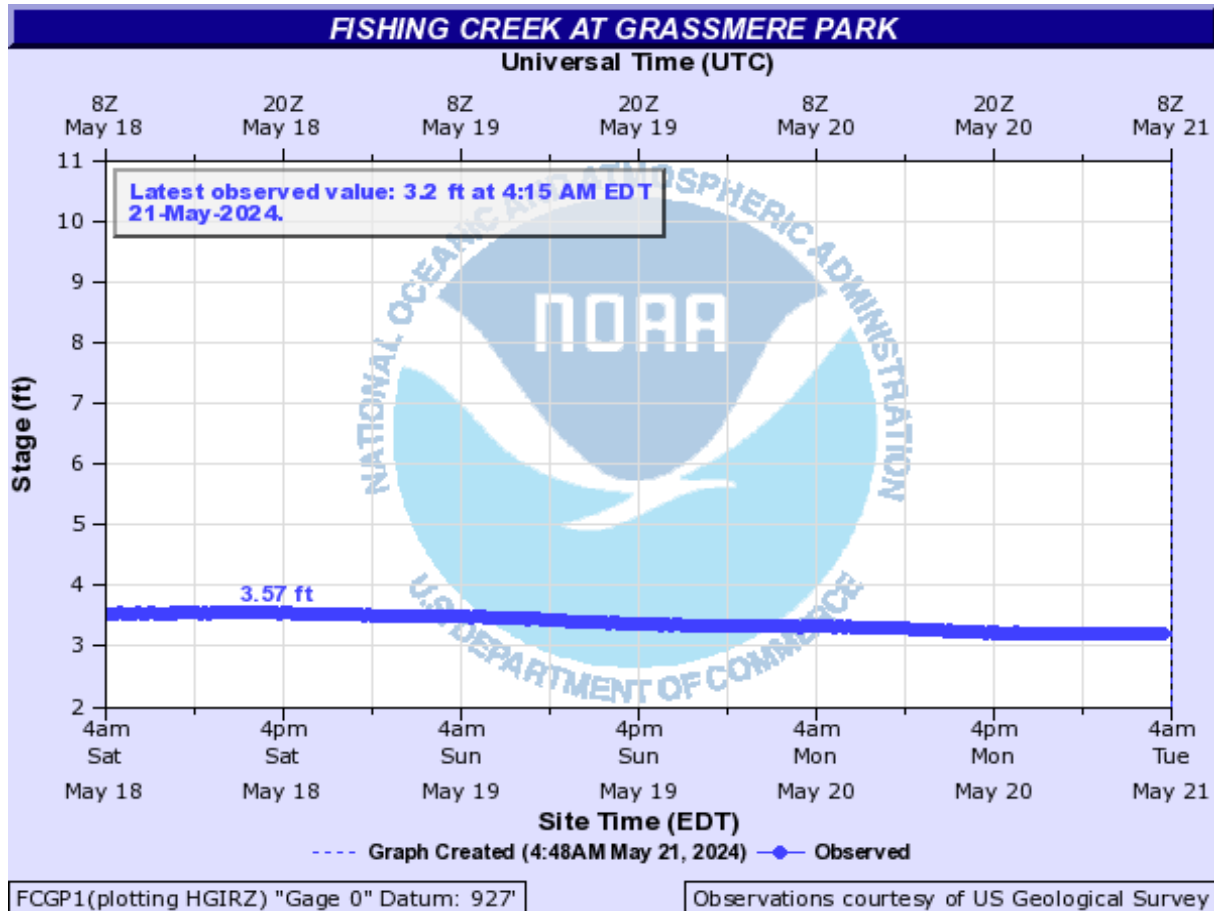 FISHING CREEK AT GRASSMERE PARK
Universal Time (UTC)
8Z 20Z 8Z 20Z 8Z 20Z 8Z
May 18 May 18 May 19 May 19 May 20 May 20 May 21
Latest observed value: 3.2 ft at 4:15 AM EDT
21-May-2024.
NATIONAL OCEANIC AND ATMOSPHERIC ADMINISTRATION
NOAA
U.S DEPARTMENT OF COMMERCE
Stage (ft)
11
10
9
8
7
6
5
4
3
2
3.57 ft
4am 4pm 4am 4pm 4am 4pm 4am
Sat Sat Sun Sun Mon Mon Tue
May 18 May 18 May 19 May 19 May 20 May 20 May 21
Site Time (EDT)
Graph Created (4:48AM May 21, 2024) Observed
FCGP1(plotting HGIRZ) "Gage 0" Datum: 927'
Observations courtesy of US Geological Survey